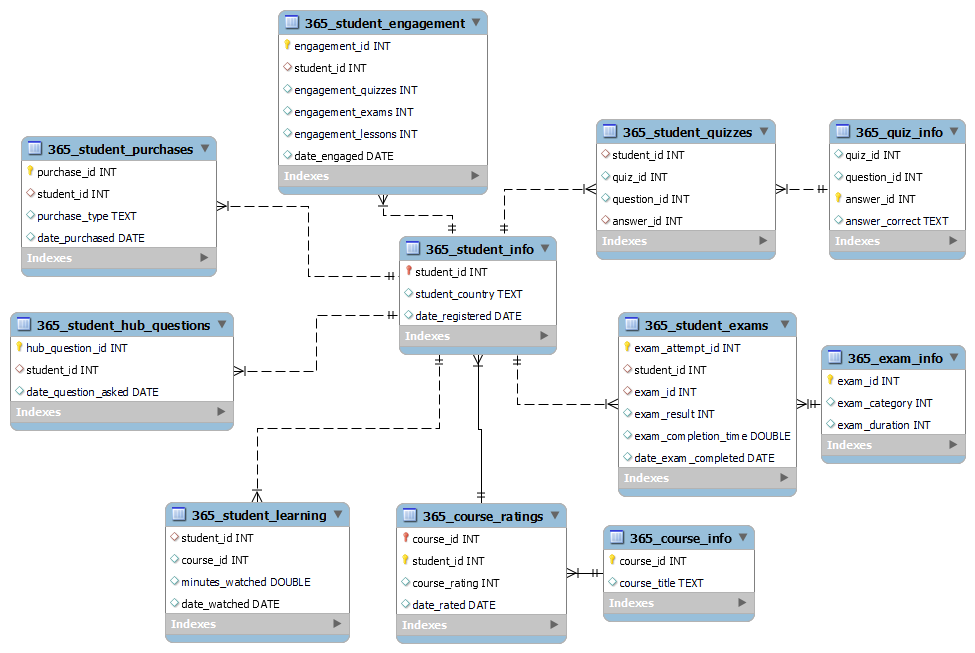 365_student_engagement
engagement_id INT
student_id INT
engagement_quizzes INT
engagement_exams INT
engagement_lessons INT
date_engaged DATE
Indexes
365_student_purchases
purchase_id INT
student_id INT
purchase_type TEXT
date_purchased DATE
Indexes
365_student_quizzes
student_id INT
quiz_id INT
question_id INT
answer_id INT
Indexes
365_quiz_info
quiz_id INT
question_id INT
answer_id INT
answer_correct TEXT
Indexes
365_student_info
student_id INT
student_country TEXT
date_registered DATE
Indexes
365_student_hub_questions
hub_question_id INT
student_id INT
date_question_asked DATE
Indexes
365_student_exams
exam_attempt_id INT
student_id INT
exam_id INT
exam_result INT
exam_completion_time DOUBLE
date_exam_completed DATE
Indexes
365_exam_info
exam_id INT
exam_category INT
exam_duration INT
Indexes
365_student_learning
student_id INT
course_id INT
minutes_watched DOUBLE
date_watched DATE
Indexes
365_course_ratings
course_id INT
student_id INT
course_rating INT
date_rated DATE
Indexes
365_course_info
course_id INT
course_title TEXT
Indexes